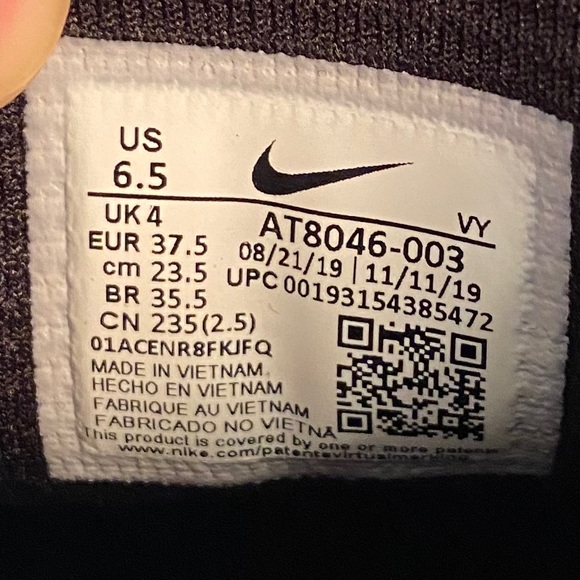 US
6.5
UK 4
EUR 37.5
cm 23.5
BR 35.5
CN 235(2.5)
VY
AT8046-003
08/21/19 | 11/11/19
UPC 00193154385472
01ACENR8FKJFQ
MADE IN VIETNAM
HECHO EN VIETNAM
FABRIQUE AU VIETNAM
FABRICADO NO VIETNÃ
This product is covered by one or more patents
www.nike.com/patentsvirtualmarking